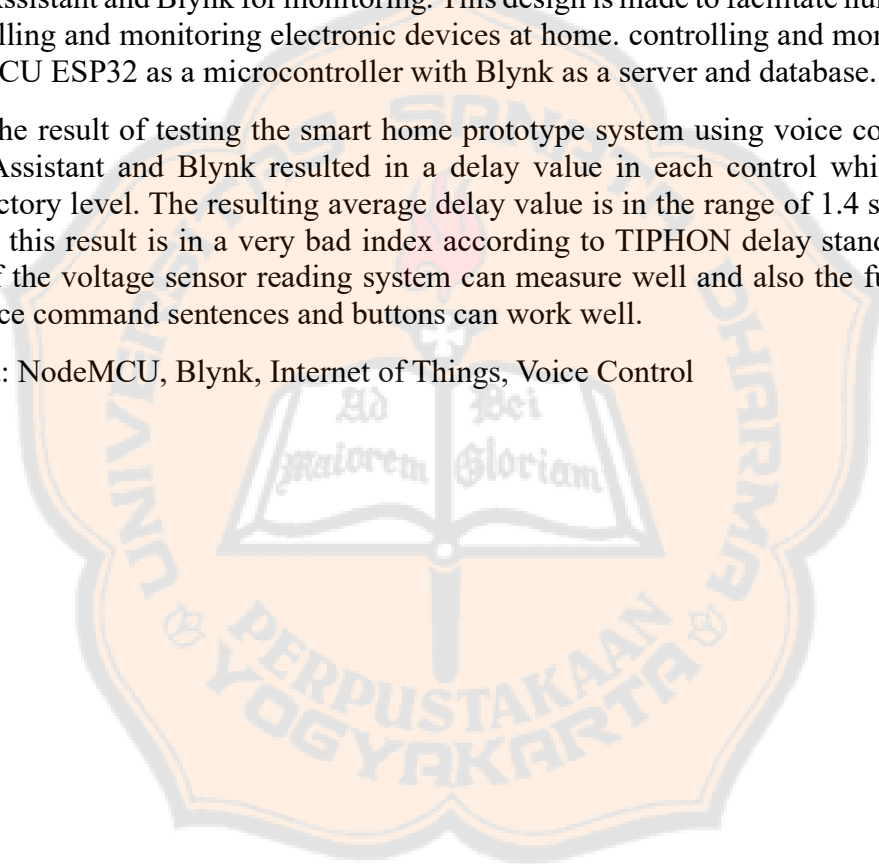 Assistant and Blynk for monitoring. This design is made to facilitate
lling and monitoring electronic devices at home. controlling and
CU ESP32 as a microcontroller with Blynk as a server and database.
he result of testing the smart home prototype system using voice
Assistant and Blynk resulted in a delay value in each control
ctory level. The resulting average delay value is in the range of 1.4
this result is in a very bad index according to TIPHON delay
f the voltage sensor reading system can measure well and also the
ce command sentences and buttons can work well.
: NodeMCU, Blynk, Internet of Things, Voice Control
UNIVERSITAS SANATA DHARMA
Ad Dei
Maiorem Gloriam
PERPUSTAKAAN
YOGYAKARTA